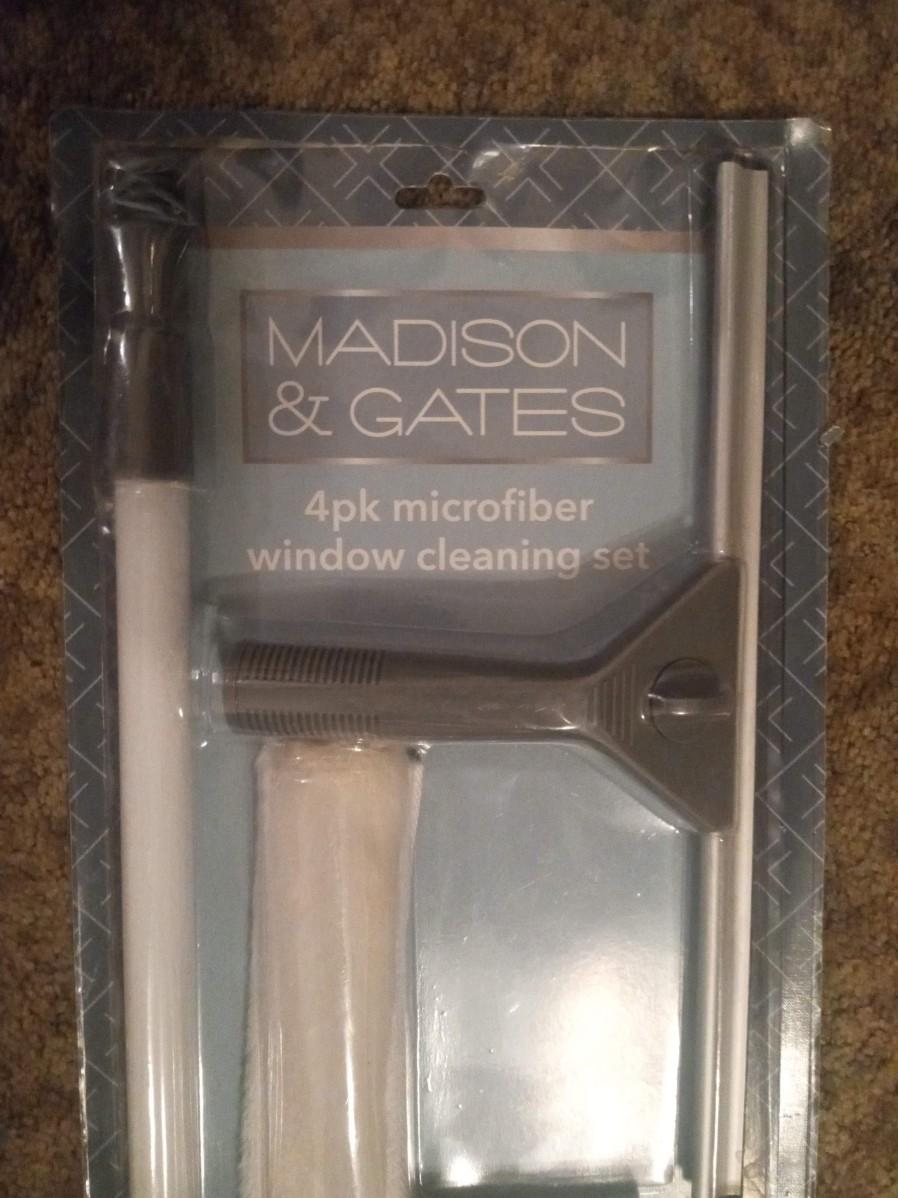 MADISON
& GATES
4pk microfiber
window cleaning set